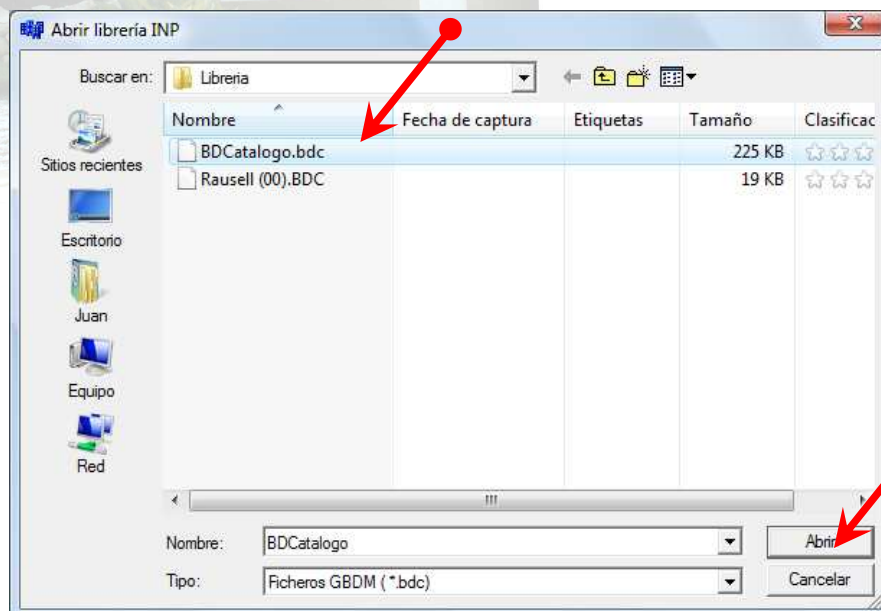 Abrir librería INP
Buscar en: Libreria
Nombre Fecha de captura Etiquetas Tamaño Clasificac
BDCatalogo.bdc 225 KB
Rausell (00).BDC 19 KB
Sitios recientes
Escritorio
Juan
Equipo
Red
Nombre: BDCatalogo Abrir
Tipo: Ficheros GBDM ( *.bdc) Cancelar